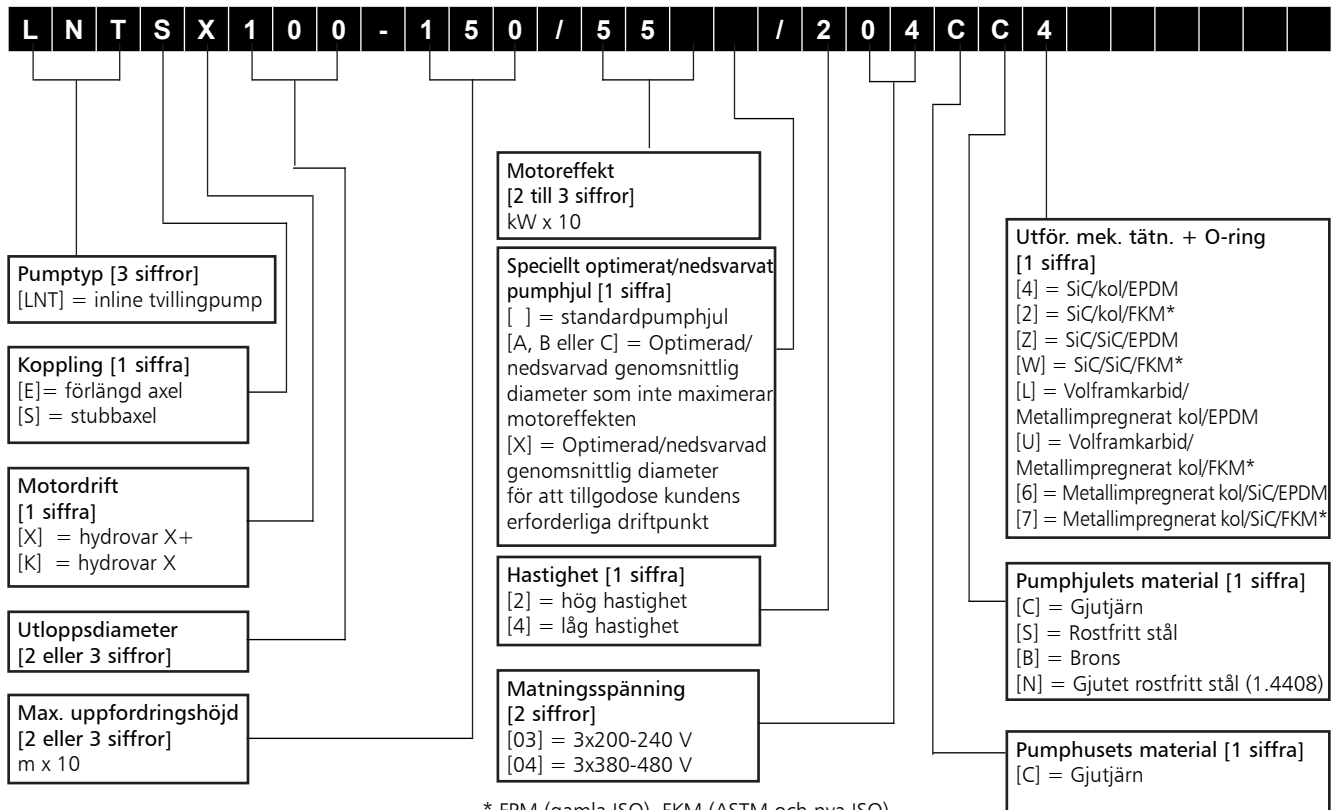 L N T S X 1 0 0 - 1 5 0 / 5 5 / 2 0 4 C C 4
Pumptyp [3 siffror]
[LNT] = inline tvillingpump
Koppling [1 siffra]
[E]= förlängd axel
[S] = stubbaxel
Motordrift
[1 siffra]
[X] = hydrovar X+
[K] = hydrovar X
Utloppsdiameter
[2 eller 3 siffror]
Max. uppfordringshöjd
[2 eller 3 siffror]
m x 10
Motoreffekt
[2 till 3 siffror]
kW x 10
Speciellt optimerat/nedsvarvat
pumphjul [1 siffra]
[ ] = standardpumphjul
[A, B eller C] = Optimerad/
nedsvarvad genomsnittlig
diameter som inte maximerar
motoreffekten
[X] = Optimerad/nedsvarvad
genomsnittlig diameter
för att tillgodose kundens
erforderliga driftpunkt
Hastighet [1 siffra]
[2] = hög hastighet
[4] = låg hastighet
Matningsspänning
[2 siffror]
[03] = 3x200-240 V
[04] = 3x380-480 V
Utför. mek. tätn. + O-ring
[1 siffra]
[4] = SiC/kol/EPDM
[2] = SiC/kol/FKM*
[Z] = SiC/SiC/EPDM
[W] = SiC/SiC/FKM*
[L] = Volframkarbid/
Metallimpregnerat kol/EPDM
[U] = Volframkarbid/
Metallimpregnerat kol/FKM*
[6] = Metallimpregnerat kol/SiC/EPDM
[7] = Metallimpregnerat kol/SiC/FKM*
Pumphjulets material [1 siffra]
[C] = Gjutjärn
[S] = Rostfritt stål
[B] = Brons
[N] = Gjutet rostfritt stål (1.4408)
Pumphusets material [1 siffra]
[C] = Gjutjärn
* FPM (gamla ISO), FKM (ASTM och nya ISO)